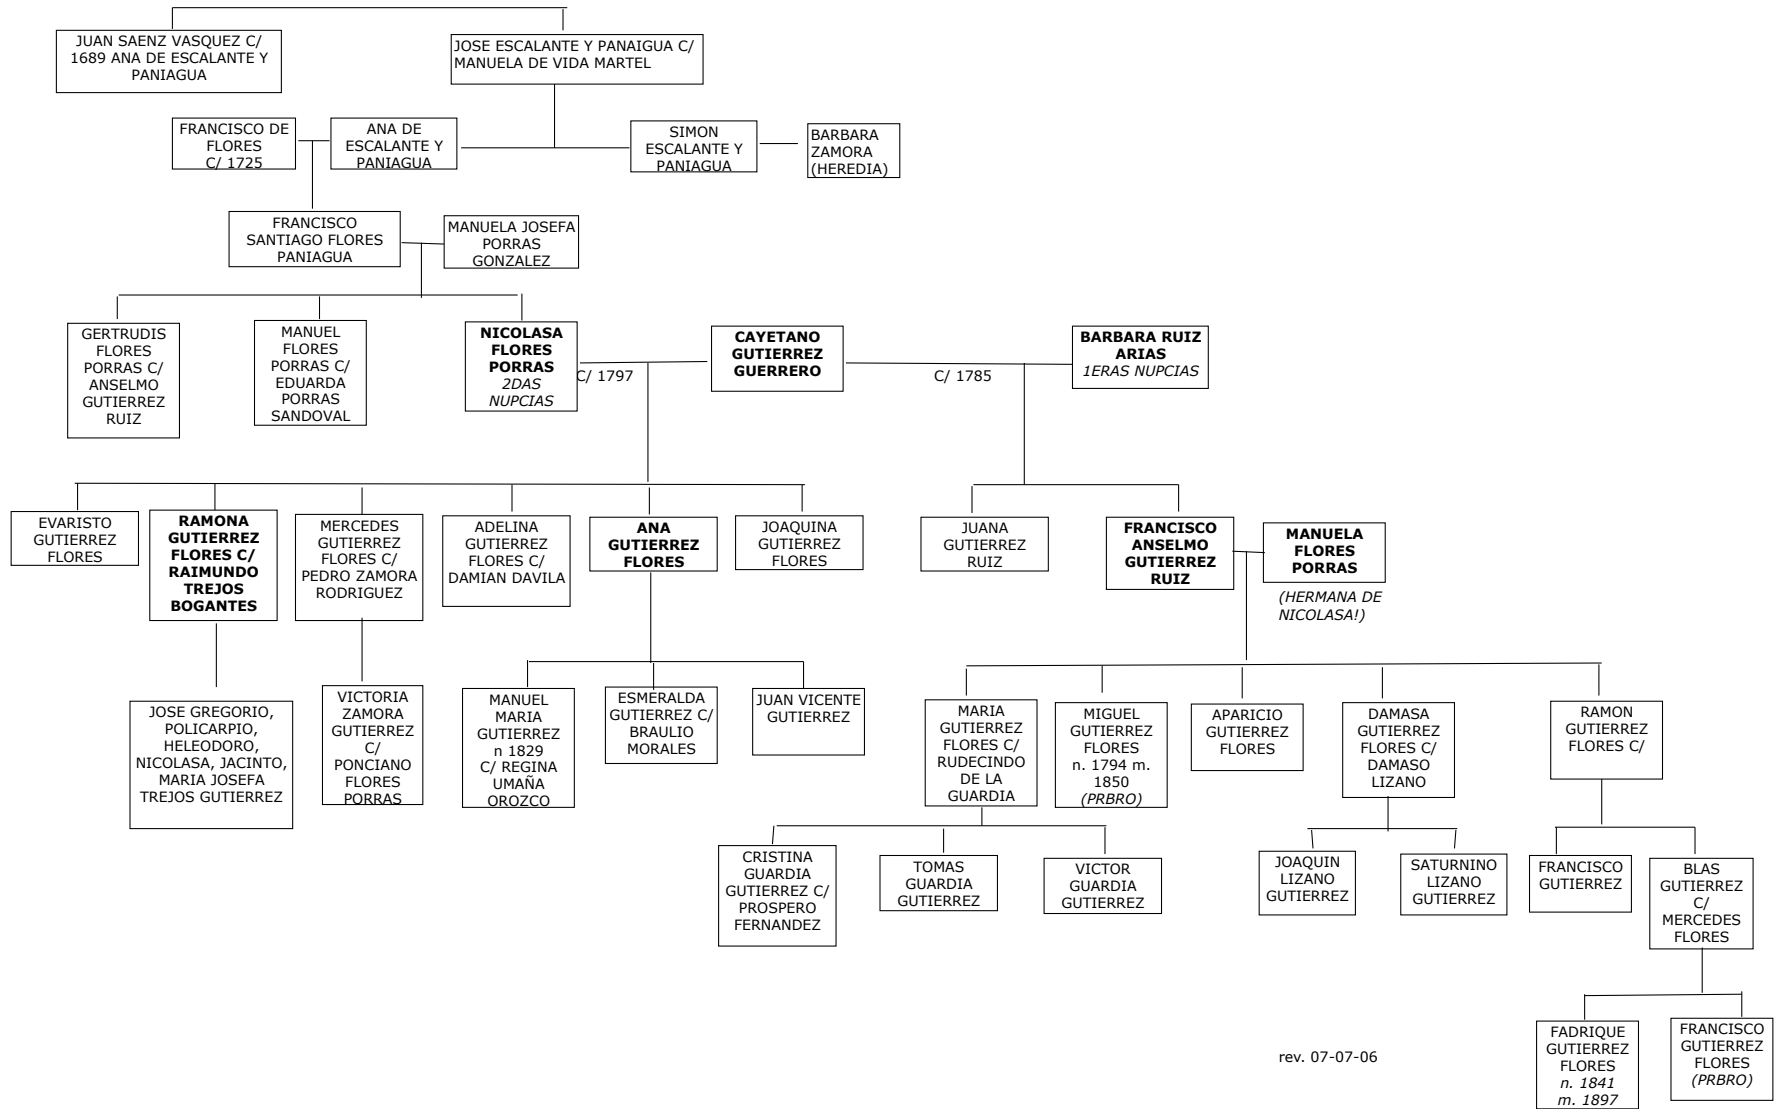 JUAN SAENZ VASQUEZ C/
1689 ANA DE ESCALANTE Y
PANIAGUA
JOSE ESCALANTE Y PANAIGUA C/
MANUELA DE VIDA MARTEL
FRANCISCO DE
FLORES
C/ 1725
ANA DE
ESCALANTE Y
PANIAGUA
SIMON
ESCALANTE Y
PANIAGUA
BARBARA
ZAMORA
(HEREDIA)
FRANCISCO
SANTIAGO FLORES
PANIAGUA
MANUELA JOSEFA
PORRAS
GONZALEZ
GERTRUDIS
FLORES
PORRAS C/
ANSELMO
GUTIERREZ
RUIZ
MANUEL
FLORES
PORRAS C/
EDUARDA
PORRAS
SANDOVAL
NICOLASA
FLORES
PORRAS
2DAS
NUPCIAS
C/ 1797
CAYETANO
GUTIERREZ
GUERRERO
C/ 1785
BARBARA RUIZ
ARIAS
1ERAS NUPCIAS
EVARISTO
GUTIERREZ
FLORES
RAMONA
GUTIERREZ
FLORES C/
RAIMUNDO
TREJOS
BOGANTES
MERCEDES
GUTIERREZ
FLORES C/
PEDRO ZAMORA
RODRIGUEZ
ADELINA
GUTIERREZ
FLORES C/
DAMIAN DAVILA
ANA
GUTIERREZ
FLORES
JOAQUINA
GUTIERREZ
FLORES
JUANA
GUTIERREZ
RUIZ
FRANCISCO
ANSELMO
GUTIERREZ
RUIZ
MANUELA
FLORES
PORRAS
(HERMANA DE
NICOLASA!)
JOSE GREGORIO,
POLICARPIO,
HELEODORO,
NICOLASA, JACINTO,
MARIA JOSEFA
TREJOS GUTIERREZ
VICTORIA
ZAMORA
GUTIERREZ
C/
PONCIANO
FLORES
PORRAS
MANUEL
MARIA
GUTIERREZ
n 1829
C/ REGINA
UMAÑA
OROZCO
ESMERALDA
GUTIERREZ C/
BRAULIO
MORALES
JUAN VICENTE
GUTIERREZ
MARIA
GUTIERREZ
FLORES C/
RUDECINDO
DE LA
GUARDIA
MIGUEL
GUTIERREZ
FLORES
n. 1794 m.
1850
(PRBRO)
APARICIO
GUTIERREZ
FLORES
DAMASA
GUTIERREZ
FLORES C/
DAMASO
LIZANO
RAMON
GUTIERREZ
FLORES C/
CRISTINA
GUARDIA
GUTIERREZ C/
PROSPERO
FERNANDEZ
TOMAS
GUARDIA
GUTIERREZ
VICTOR
GUARDIA
GUTIERREZ
JOAQUIN
LIZANO
GUTIERREZ
SATURNINO
LIZANO
GUTIERREZ
FRANCISCO
GUTIERREZ
BLAS
GUTIERREZ
C/
MERCEDES
FLORES
FADRIQUE
GUTIERREZ
FLORES
n. 1841
m. 1897
FRANCISCO
GUTIERREZ
FLORES
(PRBRO)
rev. 07-07-06